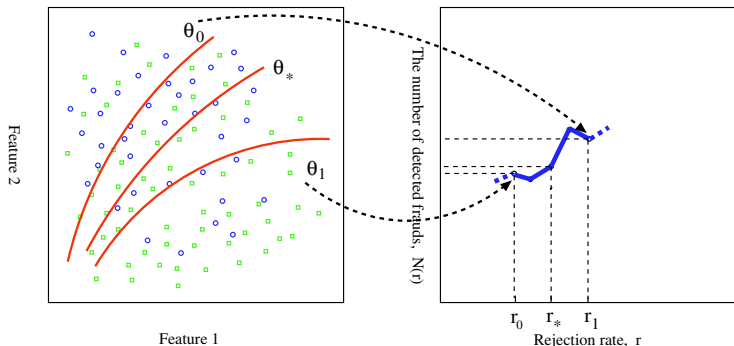 θ0
θ*
θ1
Feature 2
Feature 1
The number of detected frauds, N(r)
r0 r* r1
Rejection rate, r